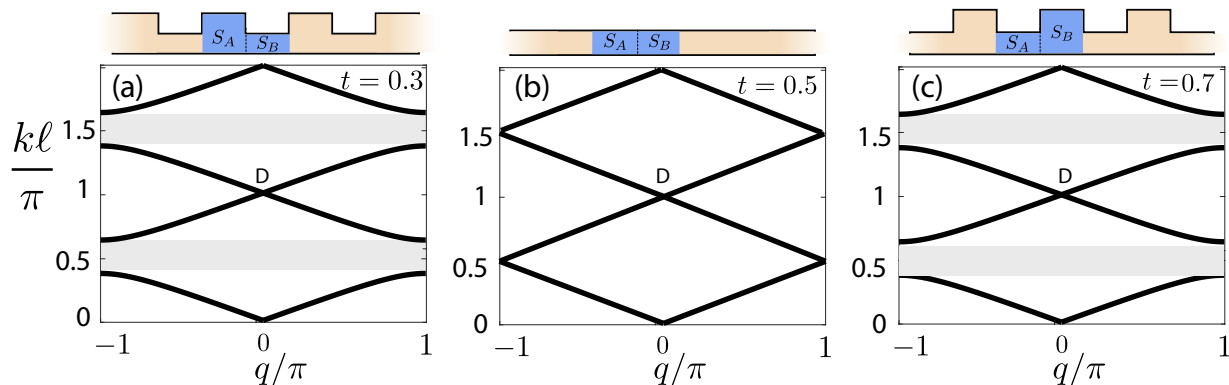 S_A S_B
S_A S_B
S_A S_B
(a) t = 0.3
(b) t = 0.5
(c) t = 0.7
kℓ/π
1.5
D
1
0.5
0
−1 0 1
q/π
1.5
D
1
0.5
0
−1 0 1
q/π
1.5
D
1
0.5
0
−1 0 1
q/π